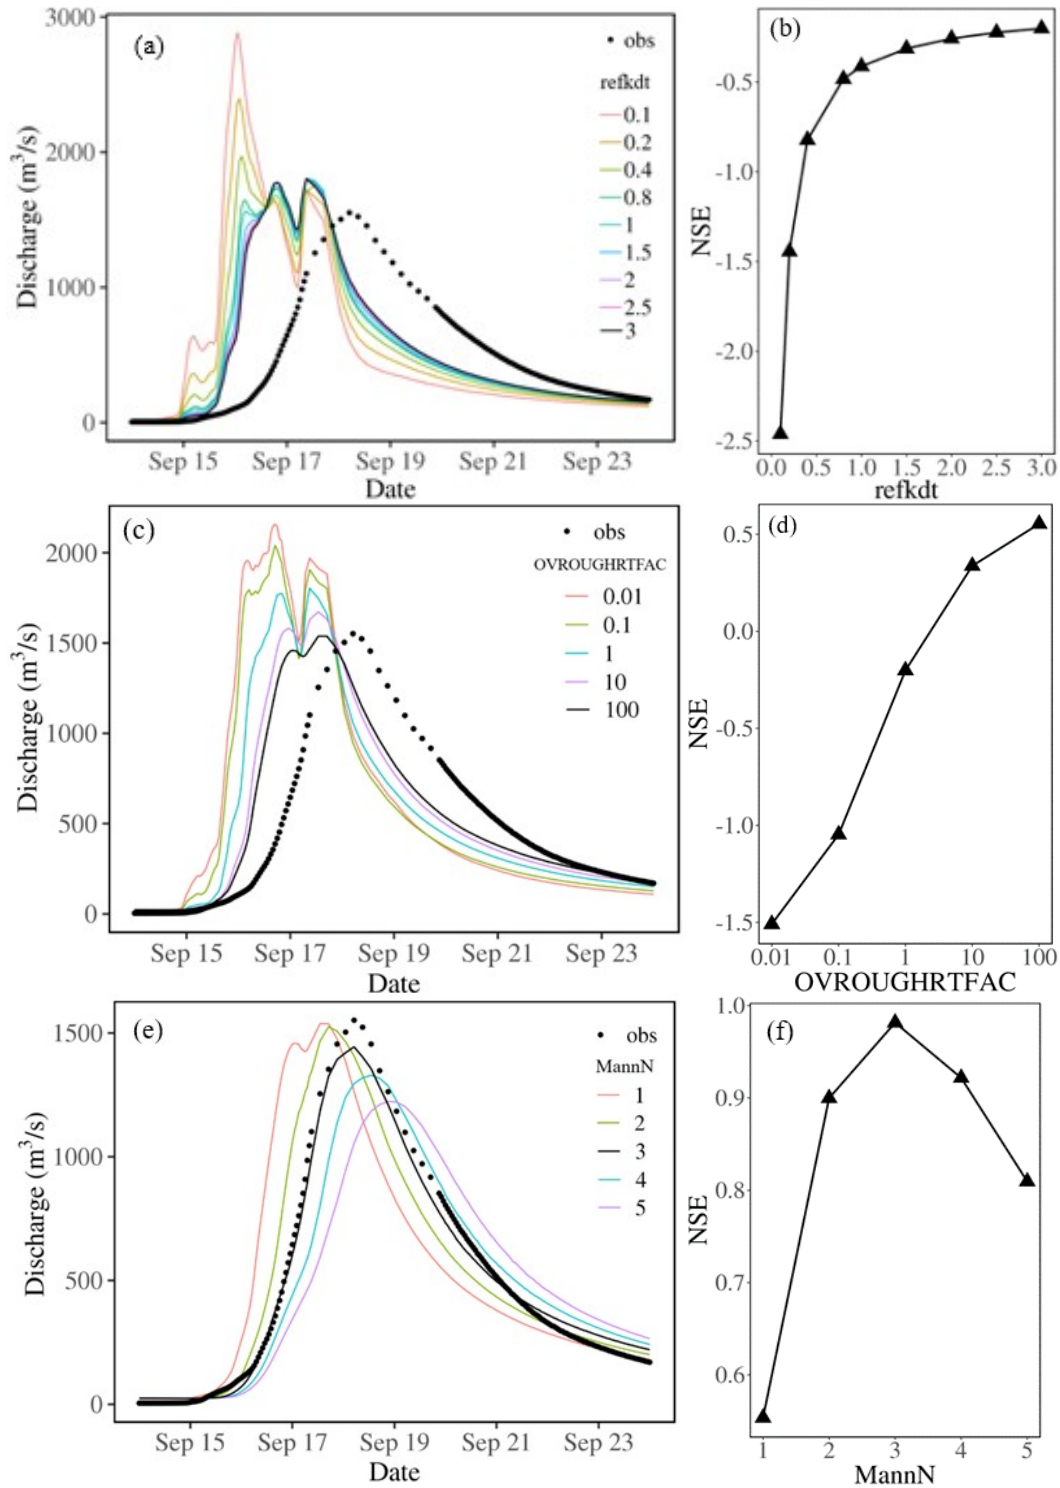 (a)
3000
2000
1000
0
Discharge (m³/s)
obs
refkdt
0.1
0.2
0.4
0.8
1
1.5
2
2.5
3
Sep 15 Sep 17 Sep 19 Sep 21 Sep 23
Date
(b)
-0.5
-1.0
-1.5
-2.0
-2.5
NSE
0.0 0.5 1.0 1.5 2.0 2.5 3.0
refkdt
(c)
2000
1500
1000
500
0
Discharge (m³/s)
obs
OVROUGHRTFAC
0.01
0.1
1
10
100
Sep 15 Sep 17 Sep 19 Sep 21 Sep 23
Date
(d)
0.5
0.0
-0.5
-1.0
-1.5
NSE
0.01 0.1 1 10 100
OVROUGHRTFAC
(e)
1500
1000
500
0
Discharge (m³/s)
obs
MannN
1
2
3
4
5
Sep 15 Sep 17 Sep 19 Sep 21 Sep 23
Date
(f)
1.0
0.9
0.8
0.7
0.6
NSE
1 2 3 4 5
MannN